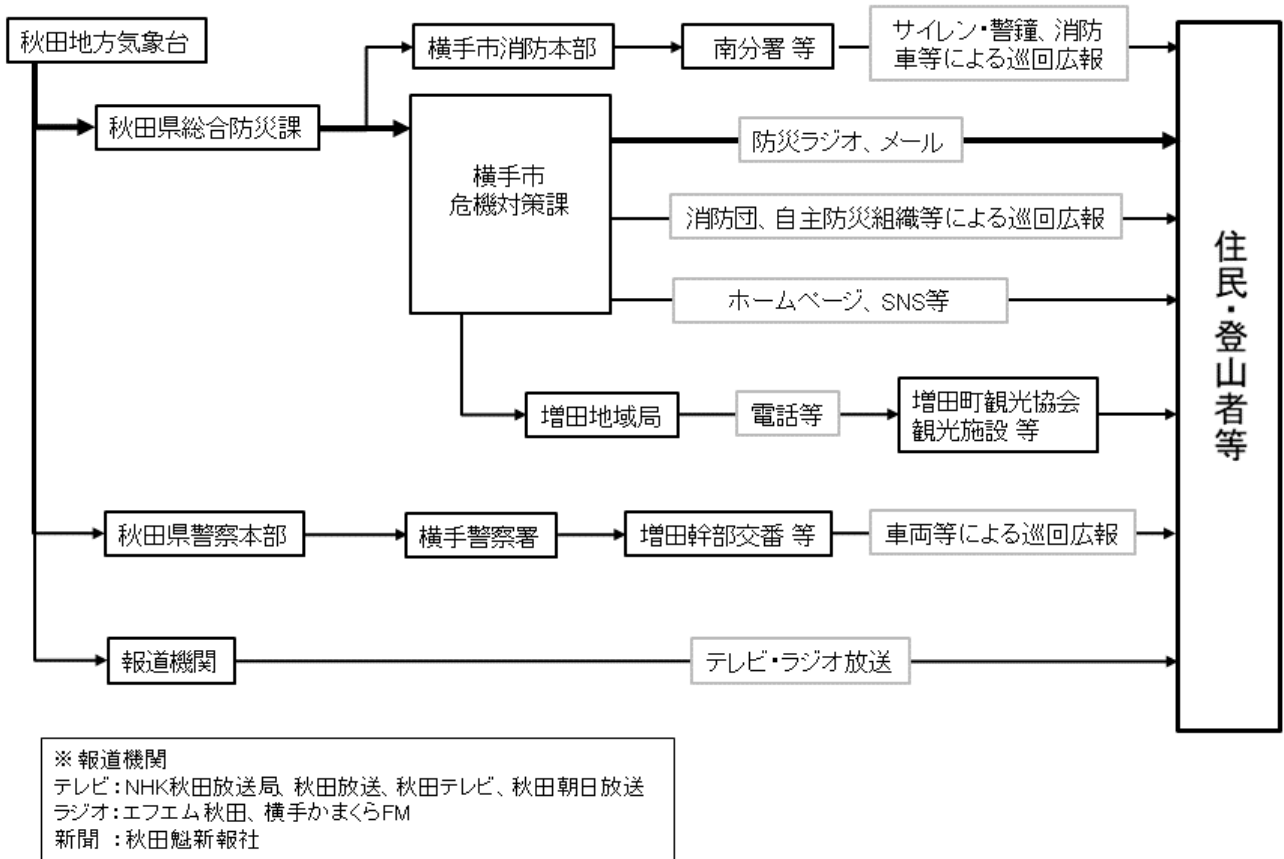 秋田地方気象台
横手市消防本部
南分署 等
サイレン・警鐘、消防
車等による巡回広報
秋田県総合防災課
横手市
危機対策課
防災ラジオ、メール
消防団、自主防災組織等による巡回広報
ホームページ、SNS等
増田地域局
電話等
増田町観光協会
観光施設 等
秋田県警察本部
横手警察署
増田幹部交番 等
車両等による巡回広報
報道機関
テレビ・ラジオ放送
住民・登山者等
※報道機関
テレビ：NHK秋田放送局、秋田放送、秋田テレビ、秋田朝日放送
ラジオ：エフエム秋田、横手かまくらFM
新聞 ：秋田魁新報社